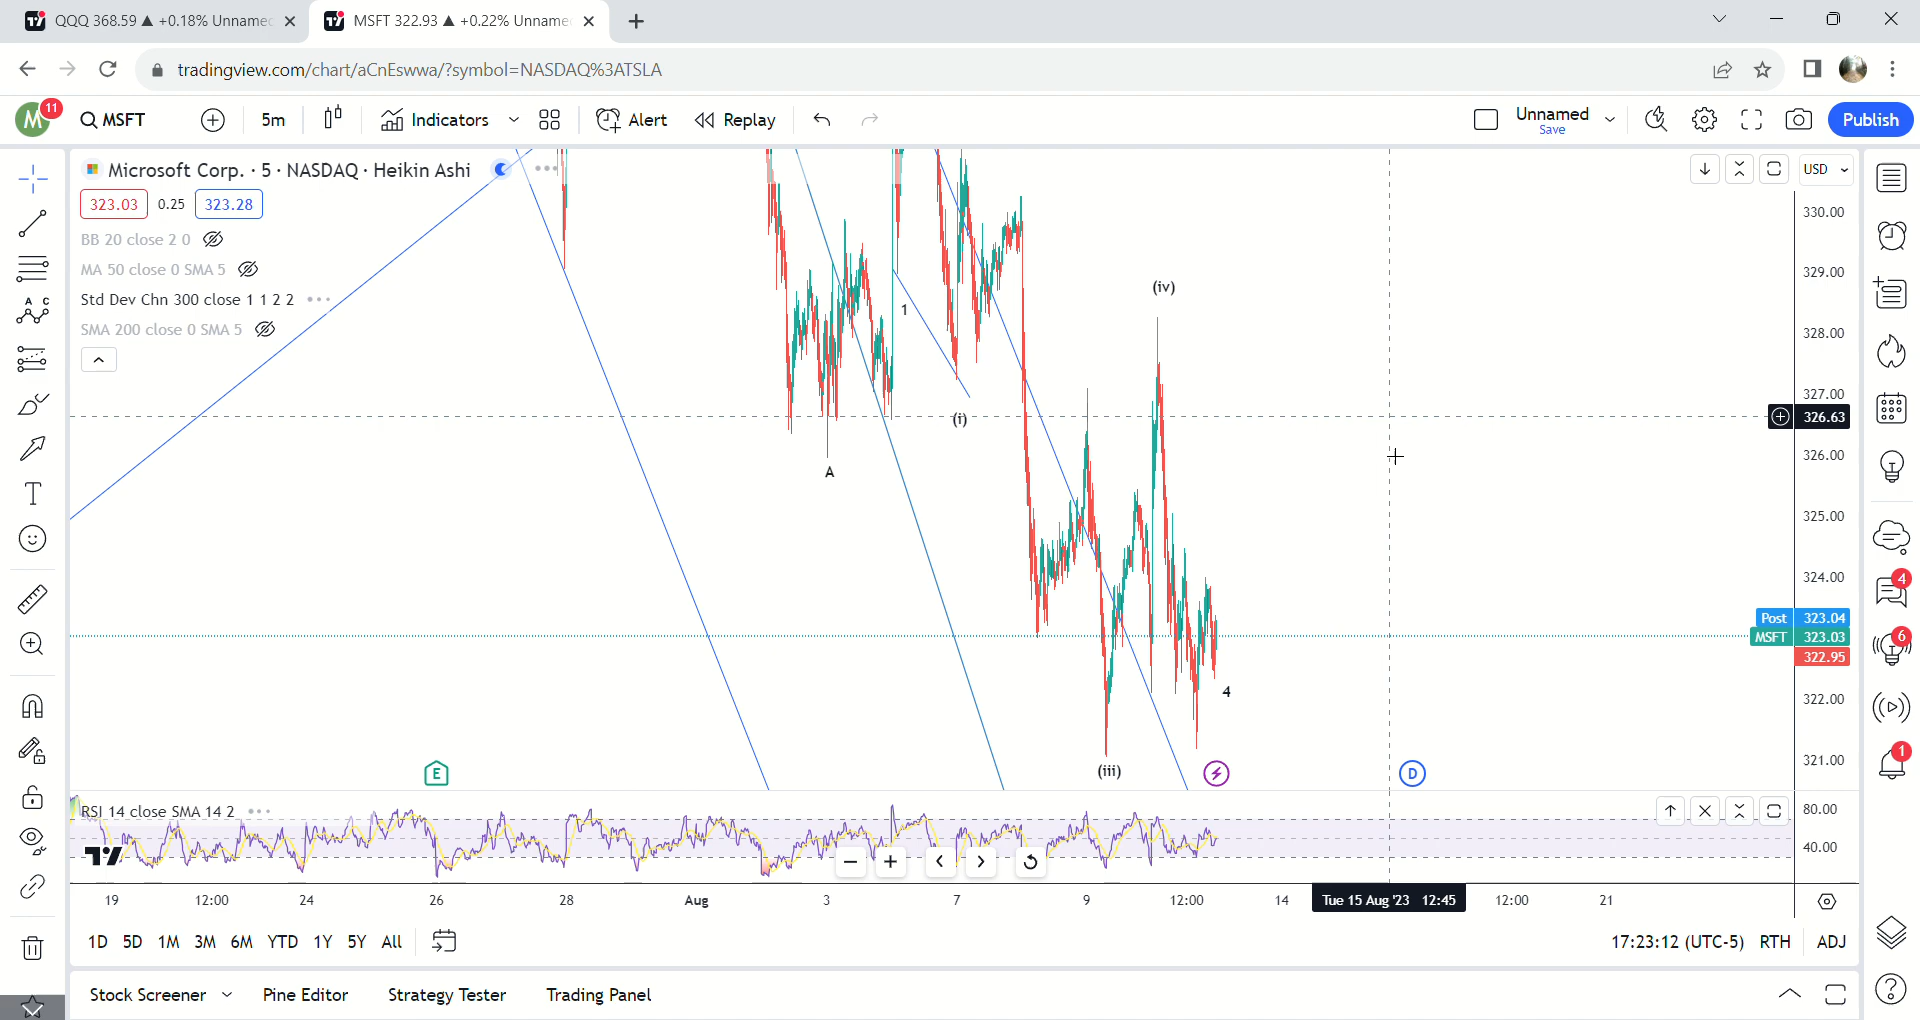 QQQ 368.59 ▲ +0.18% Unname
MSFT 322.93 ▲ +0.22% Unname
tradingview.com/chart/aCnEswwa/?symbol=NASDAQ%3ATSLA
M 11
MSFT
5m
Indicators
Alert
Replay
Unnamed
Save
Publish
Microsoft Corp. · 5 · NASDAQ · Heikin Ashi
USD
323.03 0.25 323.28
BB 20 close 2 0
MA 50 close 0 SMA 5
Std Dev Chn 300 close 1 1 2 2
SMA 200 close 0 SMA 5
330.00
329.00
328.00
327.00
326.63
326.00
325.00
324.00
Post 323.04
MSFT 323.03
322.95
322.00
321.00
(iv)
1
(i)
A
4
(iii)
E
D
RSI 14 close SMA 14 2
80.00
40.00
19 12:00 24 26 28 Aug 3 7 9 12:00 14 Tue 15 Aug '23 12:45 12:00 21
1D 5D 1M 3M 6M YTD 1Y 5Y All
17:23:12 (UTC-5) RTH ADJ
Stock Screener Pine Editor Strategy Tester Trading Panel
4
6
1